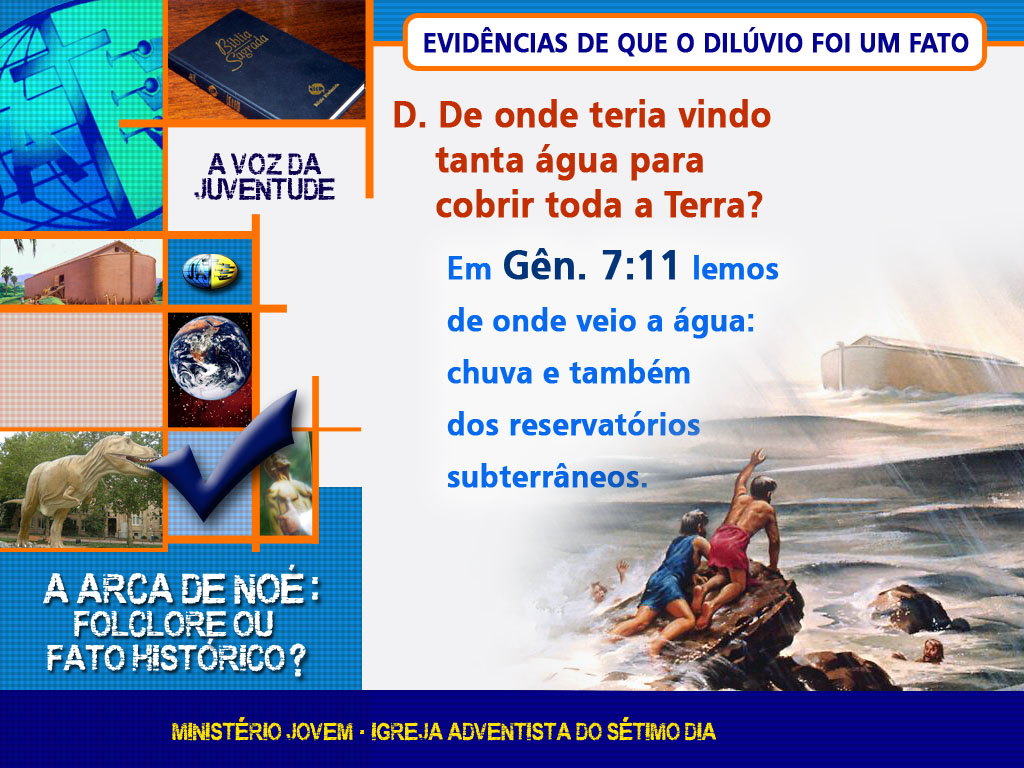 EVIDÊNCIAS DE QUE O DILÚVIO FOI UM FATO
Bíblia
Sagrada
A VOZ DA
JUVENTUDE
D. De onde teria vindo
tanta água para
cobrir toda a Terra?
Em Gên. 7:11 lemos
de onde veio a água:
chuva e também
dos reservatórios
subterrâneos.
A ARCA DE NOÉ:
FOLCLORE OU
FATO HISTÓRICO?
MINISTÉRIO JOVEM - IGREJA ADVENTISTA DO SÉTIMO DIA